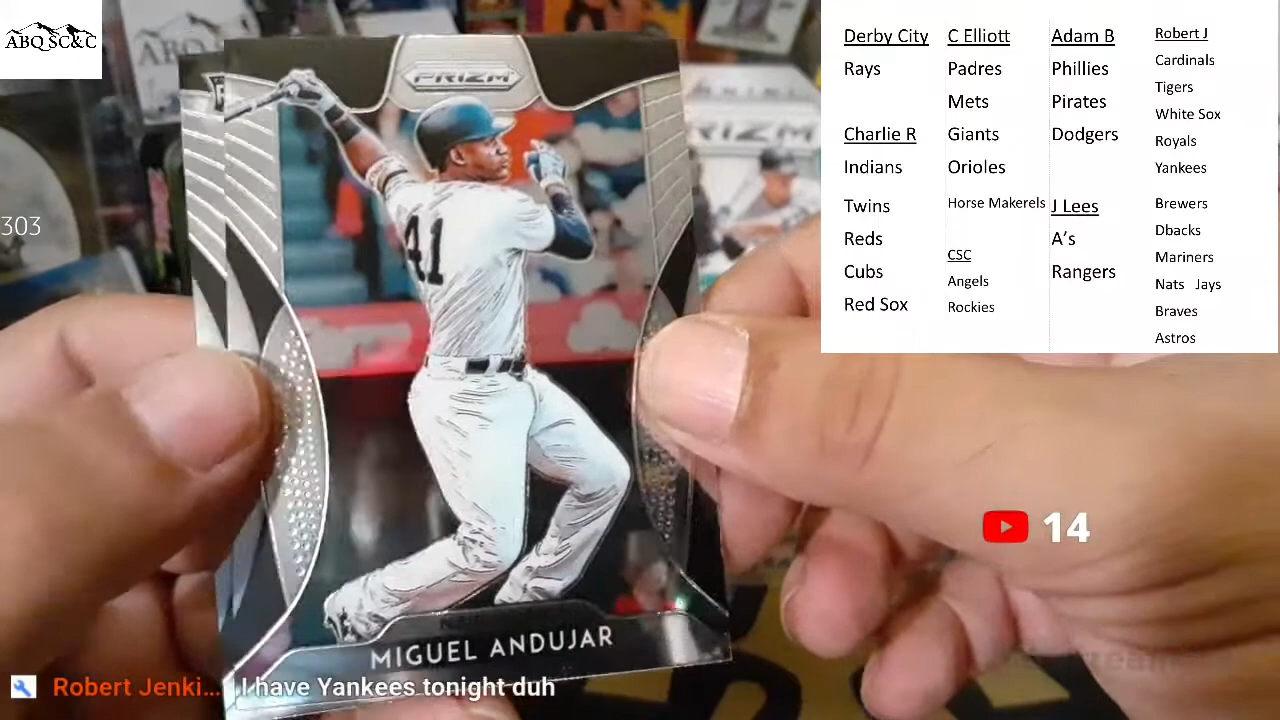 ABQ SC&C
303
PRIZM
41
PRIZM
MIGUEL ANDUJAR
Derby City
Rays
Charlie R
Indians
Twins
Reds
Cubs
Red Sox
C Elliott
Padres
Mets
Giants
Orioles
Horse Makerels
CSC
Angels
Rockies
Adam B
Phillies
Pirates
Dodgers
J Lees
A's
Rangers
Robert J
Cardinals
Tigers
White Sox
Royals
Yankees
Brewers
Dbacks
Mariners
Nats Jays
Braves
Astros
14
Robert Jenki... I have Yankees tonight duh